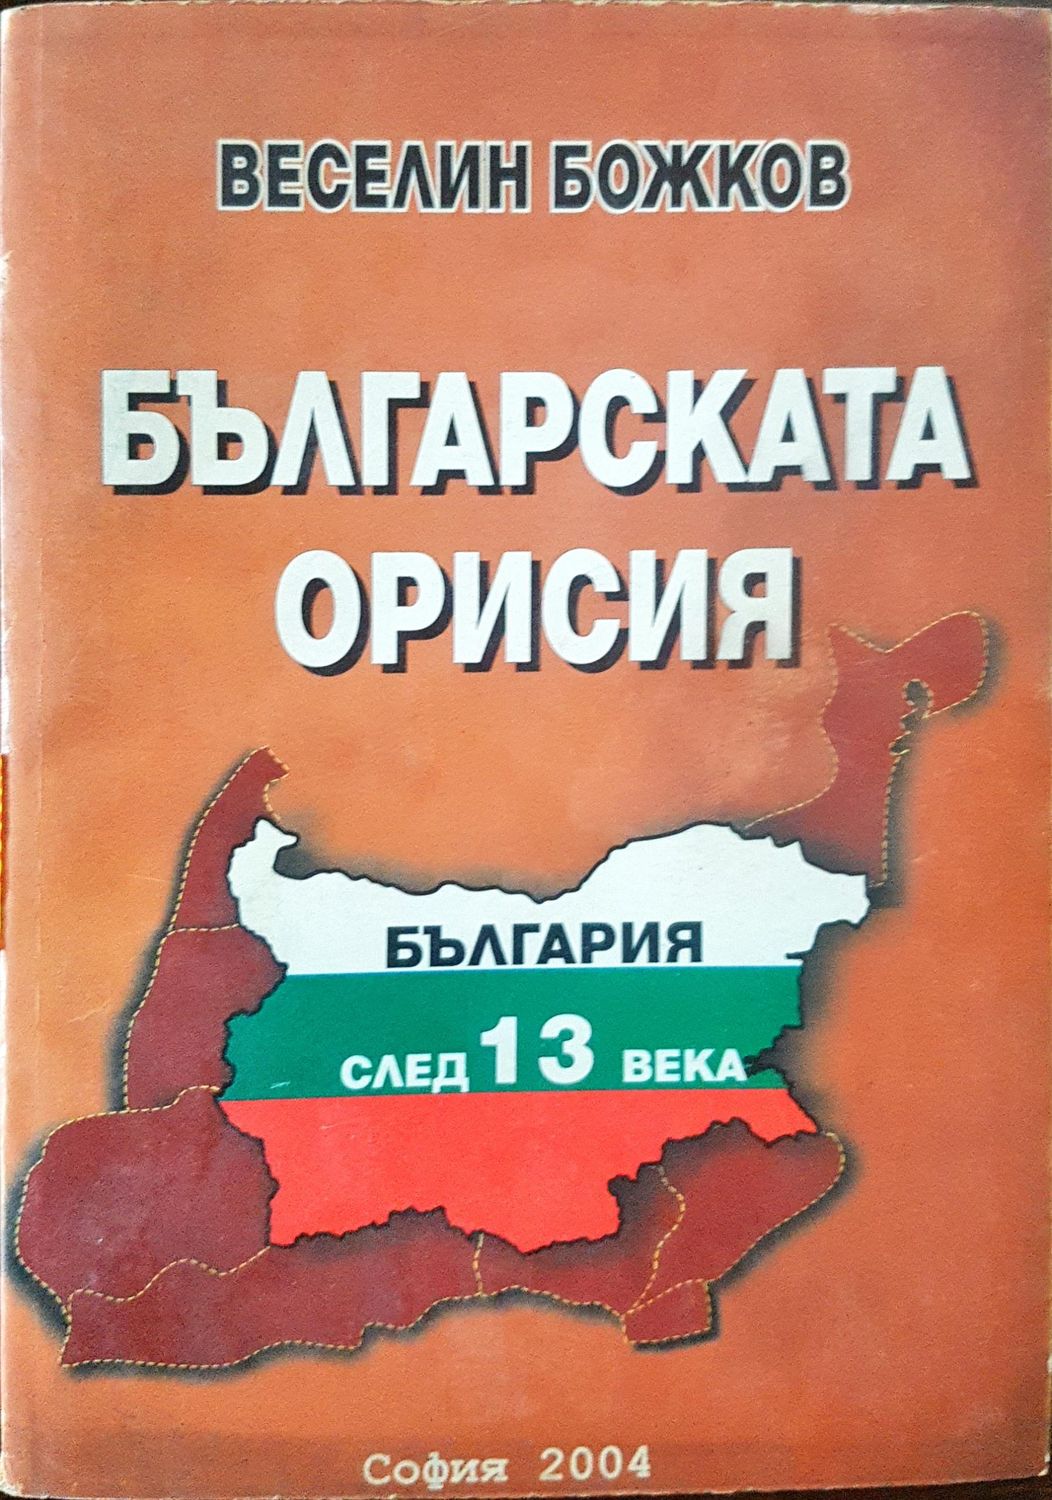 ВЕСЕЛИН БОЖКОВ
БЪЛГАРСКАТА
ОРИСИЯ
БЪЛГАРИЯ
СЛЕД 13 ВЕКА
София 2004